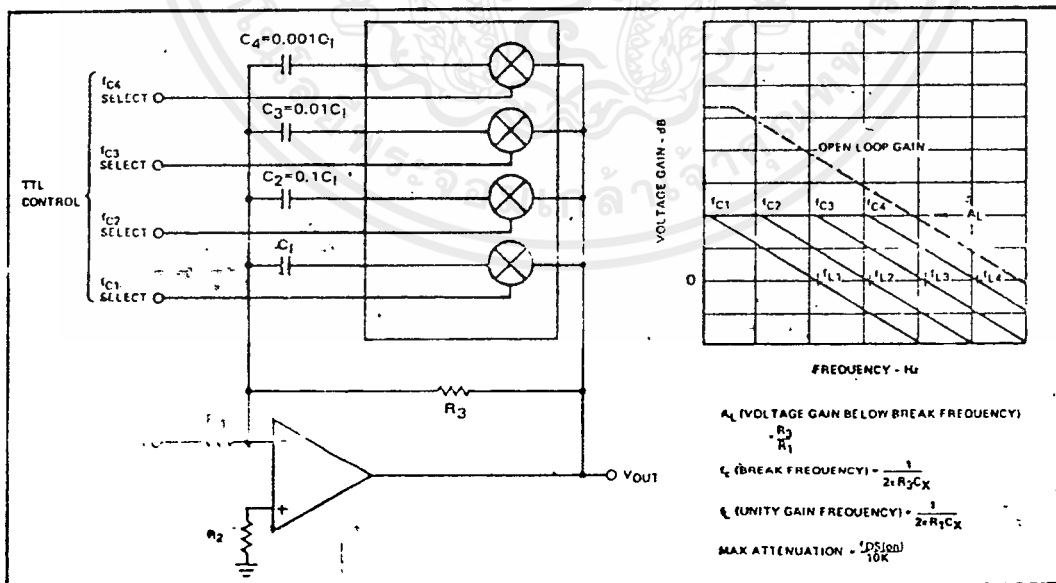 C4=0.001C1
fC4
SELECT
C3=0.01C1
fC3
SELECT
TTL
CONTROL
C2=0.1C1
fC2
SELECT
C1
fC1
SELECT
R3
R1
-
+
R2
VOUT
VOLTAGE GAIN - dB
OPEN LOOP GAIN
fC1 fC2 fC3 fC4
AL
0
fL1 fL2 fL3 fL4
FREQUENCY - Hz
AL (VOLTAGE GAIN BELOW BREAK FREQUENCY)
= R3/R1
fc (BREAK FREQUENCY) = 1/2πR3CX
fL (UNITY GAIN FREQUENCY) = 1/2πR1CX
MAX ATTENUATION = rDS(on)/10K